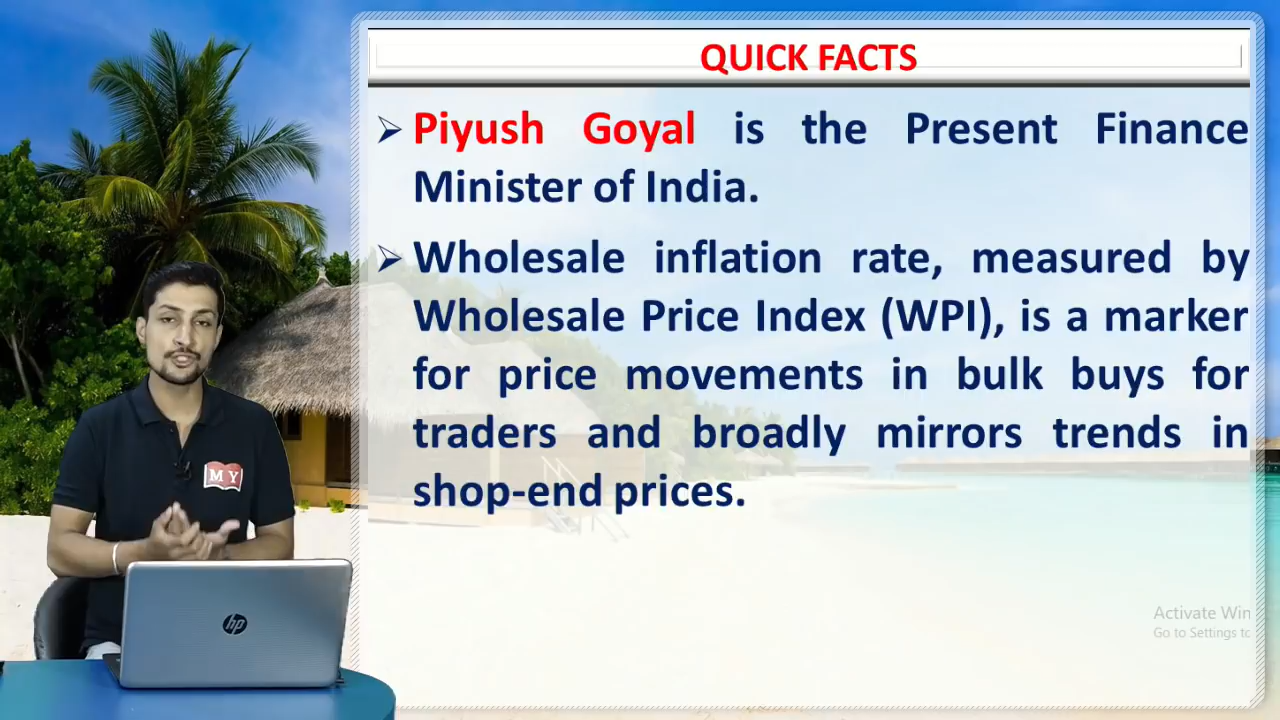 QUICK FACTS
➢ Piyush Goyal is the Present Finance
Minister of India.
➢ Wholesale inflation rate, measured by
Wholesale Price Index (WPI), is a marker
for price movements in bulk buys for
traders and broadly mirrors trends in
shop-end prices.
M Y
hp
Activate Win
Go to Settings to